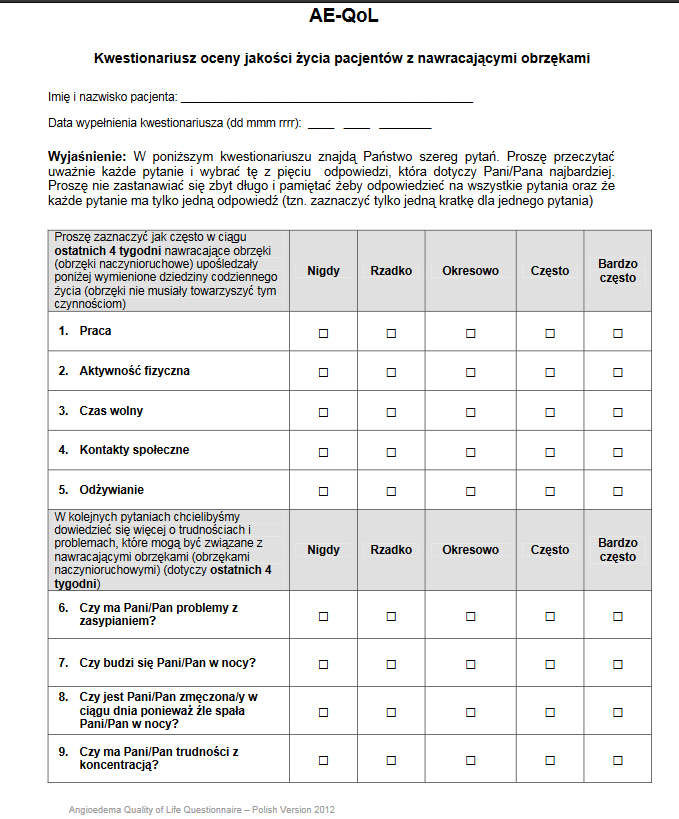 AE-QoL
Kwestionariusz oceny jakości życia pacjentów z nawracającymi obrzękami
Imię i nazwisko pacjenta: ____________________________________________
Data wypełnienia kwestionariusza (dd mmm rrrr): ____ ____ ________
Wyjaśnienie: W poniższym kwestionariuszu znajdą Państwo szereg pytań. Proszę przeczytać
uważnie każde pytanie i wybrać tę z pięciu odpowiedzi, która dotyczy Pani/Pana najbardziej.
Proszę nie zastanawiać się zbyt długo i pamiętać żeby odpowiedzieć na wszystkie pytania oraz że
każde pytanie ma tylko jedną odpowiedź (tzn. zaznaczyć tylko jedną kratkę dla jednego pytania)
Proszę zaznaczyć jak często w ciągu
ostatnich 4 tygodni nawracające obrzęki
(obrzęki naczynioruchowe) upośledzały
poniżej wymienione dziedziny codziennego
życia (obrzęki nie musiały towarzyszyć tym
czynnościom)
Nigdy Rzadko Okresowo Często Bardzo
często
1. Praca ☐ ☐ ☐ ☐ ☐
2. Aktywność fizyczna ☐ ☐ ☐ ☐ ☐
3. Czas wolny ☐ ☐ ☐ ☐ ☐
4. Kontakty społeczne ☐ ☐ ☐ ☐ ☐
5. Odżywianie ☐ ☐ ☐ ☐ ☐
W kolejnych pytaniach chcielibyśmy
dowiedzieć się więcej o trudnościach i
problemach, które mogą być związane z
nawracającymi obrzękami (obrzękami
naczynioruchowymi) (dotyczy ostatnich 4
tygodni)
Nigdy Rzadko Okresowo Często Bardzo
często
6. Czy ma Pani/Pan problemy z
zasypianiem? ☐ ☐ ☐ ☐ ☐
7. Czy budzi się Pani/Pan w nocy? ☐ ☐ ☐ ☐ ☐
8. Czy jest Pani/Pan zmęczona/y w
ciągu dnia ponieważ źle spała
Pani/Pan w nocy? ☐ ☐ ☐ ☐ ☐
9. Czy ma Pani/Pan trudności z
koncentracją? ☐ ☐ ☐ ☐ ☐
Angioedema Quality of Life Questionnaire – Polish Version 2012